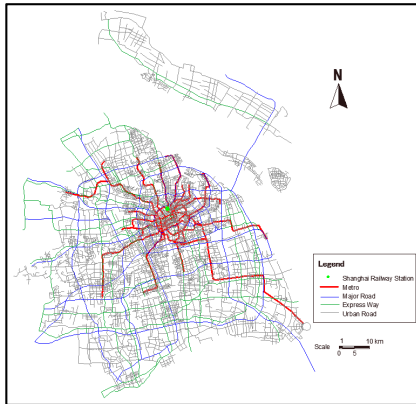 N
Legend
Shanghai Railway Station
Metro
Major Road
Express Way
Urban Road
Scale 1 10 km
0 5